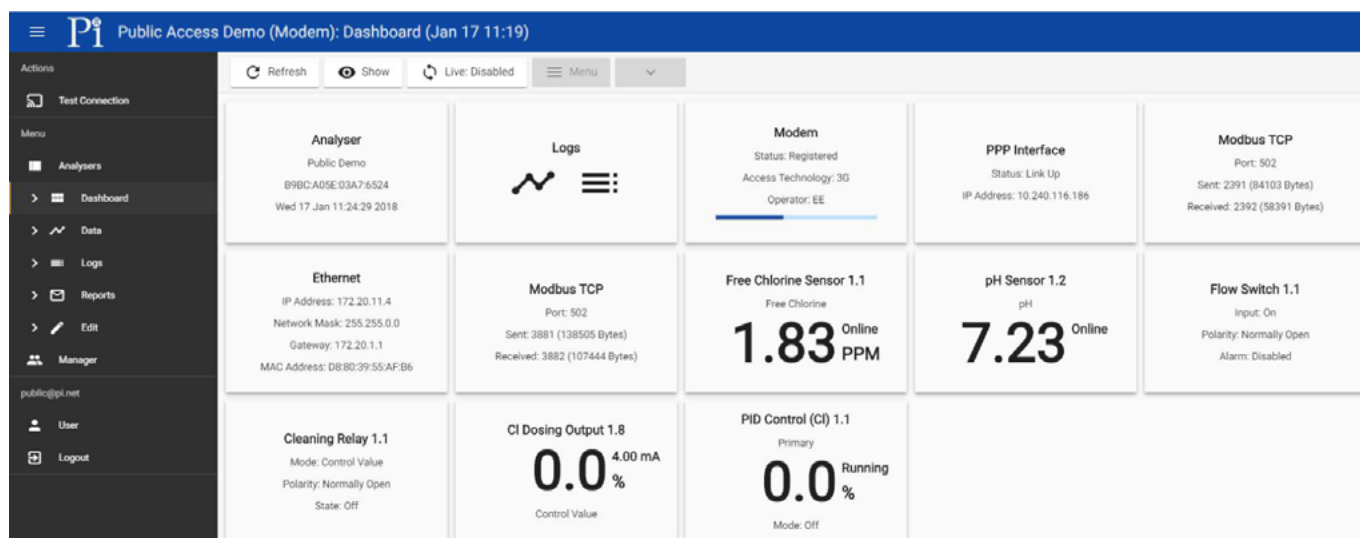 Pi Public Access Demo (Modem): Dashboard (Jan 17 11:19)
Actions
Test Connection
Menu
Analysers
Dashboard
Data
Logs
Reports
Edit
Manager
public@pi.net
User
Logout
Refresh Show Live: Disabled Menu
Analyser
Public Demo
B9BC:A05E:03A7:6524
Wed 17 Jan 11:24:29 2018
Logs
Modem
Status: Registered
Access Technology: 3G
Operator: EE
PPP Interface
Status: Link Up
IP Address: 10.240.116.186
Modbus TCP
Port: 502
Sent: 2391 (84103 Bytes)
Received: 2392 (58391 Bytes)
Ethernet
IP Address: 172.20.11.4
Network Mask: 255.255.0.0
Gateway: 172.20.1.1
MAC Address: D8:80:39:55:AF:B6
Modbus TCP
Port: 502
Sent: 3881 (138505 Bytes)
Received: 3882 (107444 Bytes)
Free Chlorine Sensor 1.1
Free Chlorine
1.83 Online
PPM
pH Sensor 1.2
pH
7.23 Online
Flow Switch 1.1
Input: On
Polarity: Normally Open
Alarm: Disabled
Cleaning Relay 1.1
Mode: Control Value
Polarity: Normally Open
State: Off
Cl Dosing Output 1.8
0.0 4.00 mA
%
Control Value
PID Control (Cl) 1.1
Primary
0.0 Running
%
Mode: Off